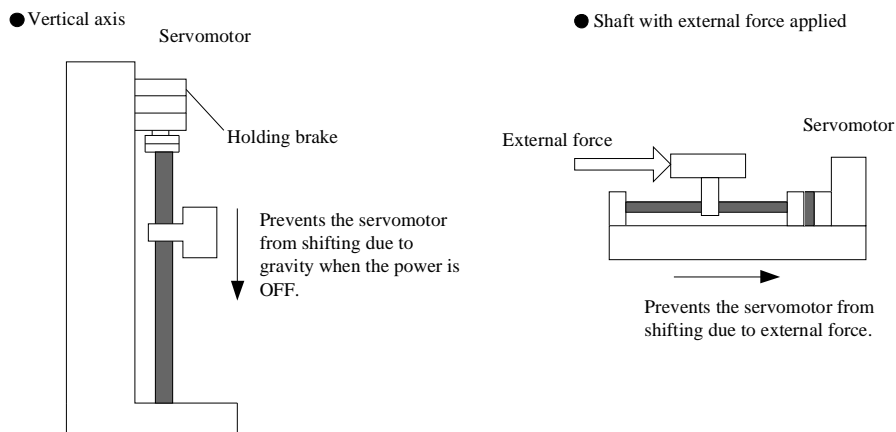 ● Vertical axis
Servomotor
Holding brake
Prevents the servomotor
from shifting due to
gravity when the power is
OFF.
● Shaft with external force applied
Servomotor
External force
Prevents the servomotor from
shifting due to external force.